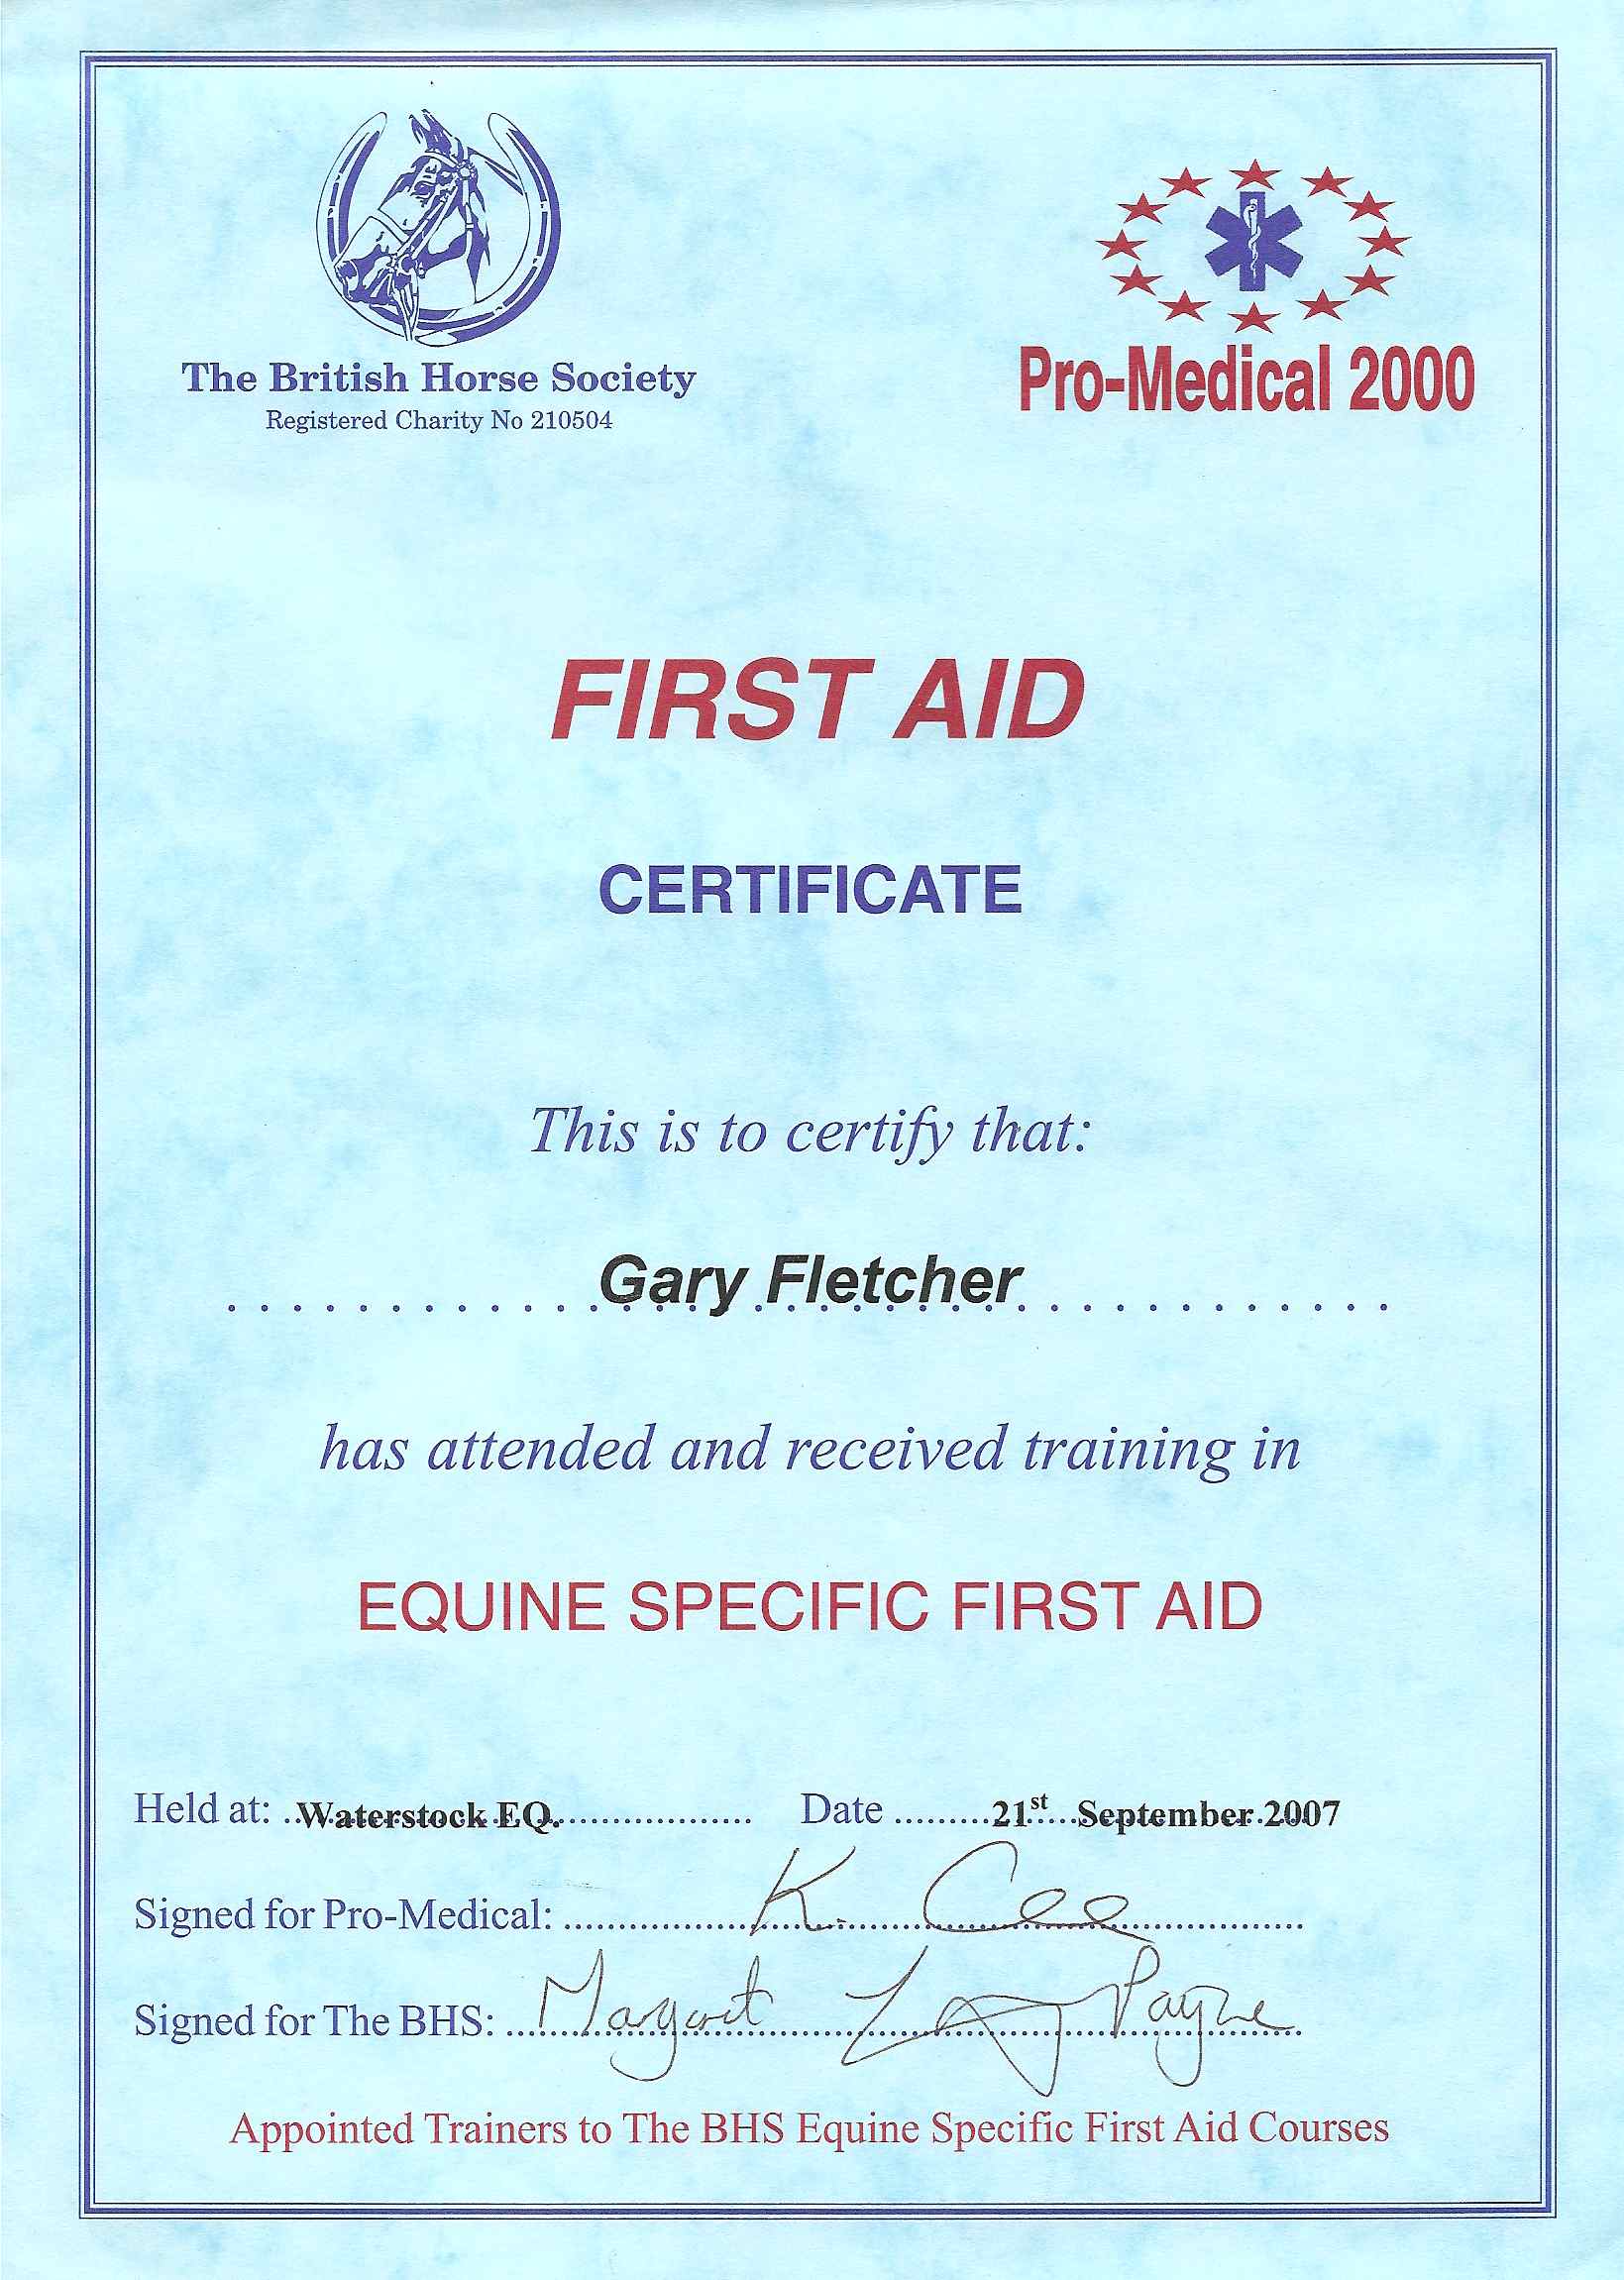 The British Horse Society
Registered Charity No 210504
Pro-Medical 2000
FIRST AID
CERTIFICATE
This is to certify that:
Gary Fletcher
has attended and received training in
EQUINE SPECIFIC FIRST AID
Held at: Waterstock EQ. Date 21st September 2007
Signed for Pro-Medical: K.
Signed for The BHS: Margaret Payne
Appointed Trainers to The BHS Equine Specific First Aid Courses